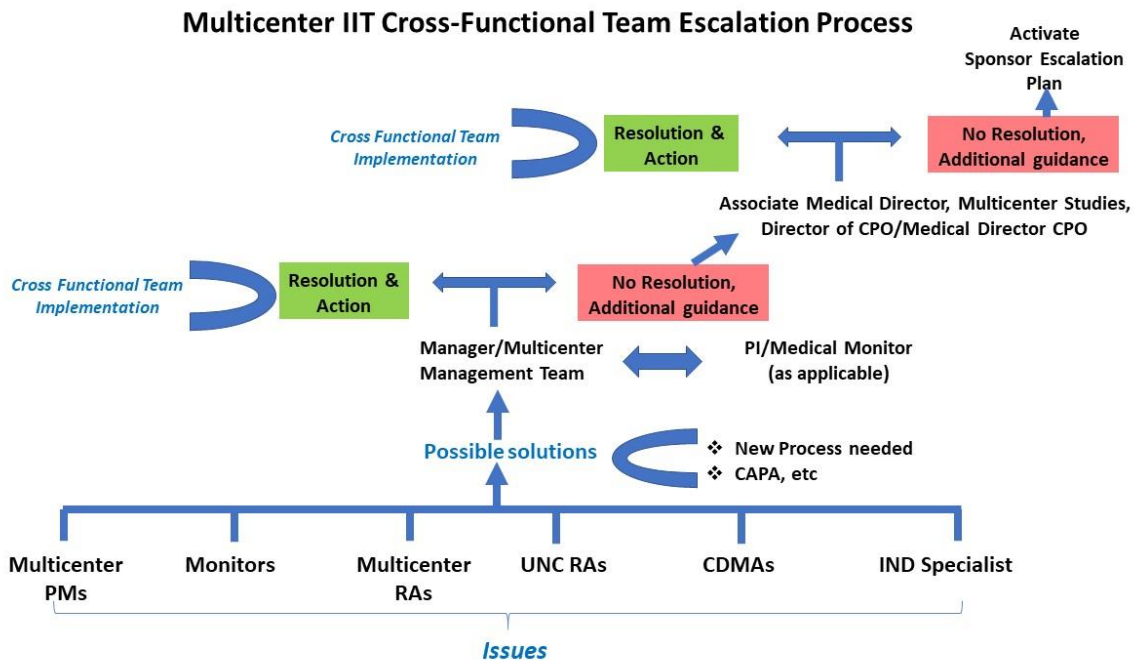 Multicenter IIT Cross-Functional Team Escalation Process
Activate
Sponsor Escalation
Plan
Cross Functional Team
Implementation
Resolution &
Action
No Resolution,
Additional guidance
Associate Medical Director, Multicenter Studies,
Director of CPO/Medical Director CPO
Cross Functional Team
Implementation
Resolution &
Action
No Resolution,
Additional guidance
Manager/Multicenter
Management Team
PI/Medical Monitor
(as applicable)
Possible solutions
❖ New Process needed
❖ CAPA, etc
Multicenter
PMs
Monitors
Multicenter
RAs
UNC RAs
CDMAs
IND Specialist
Issues